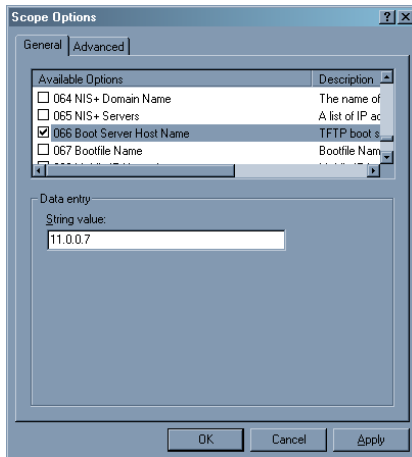 Scope Options
General Advanced
Available Options Description
064 NIS+ Domain Name The name of
065 NIS+ Servers A list of IP ac
066 Boot Server Host Name TFTP boot s
067 Bootfile Name Bootfile Nam
Data entry
String value:
11.0.0.7
OK Cancel Apply